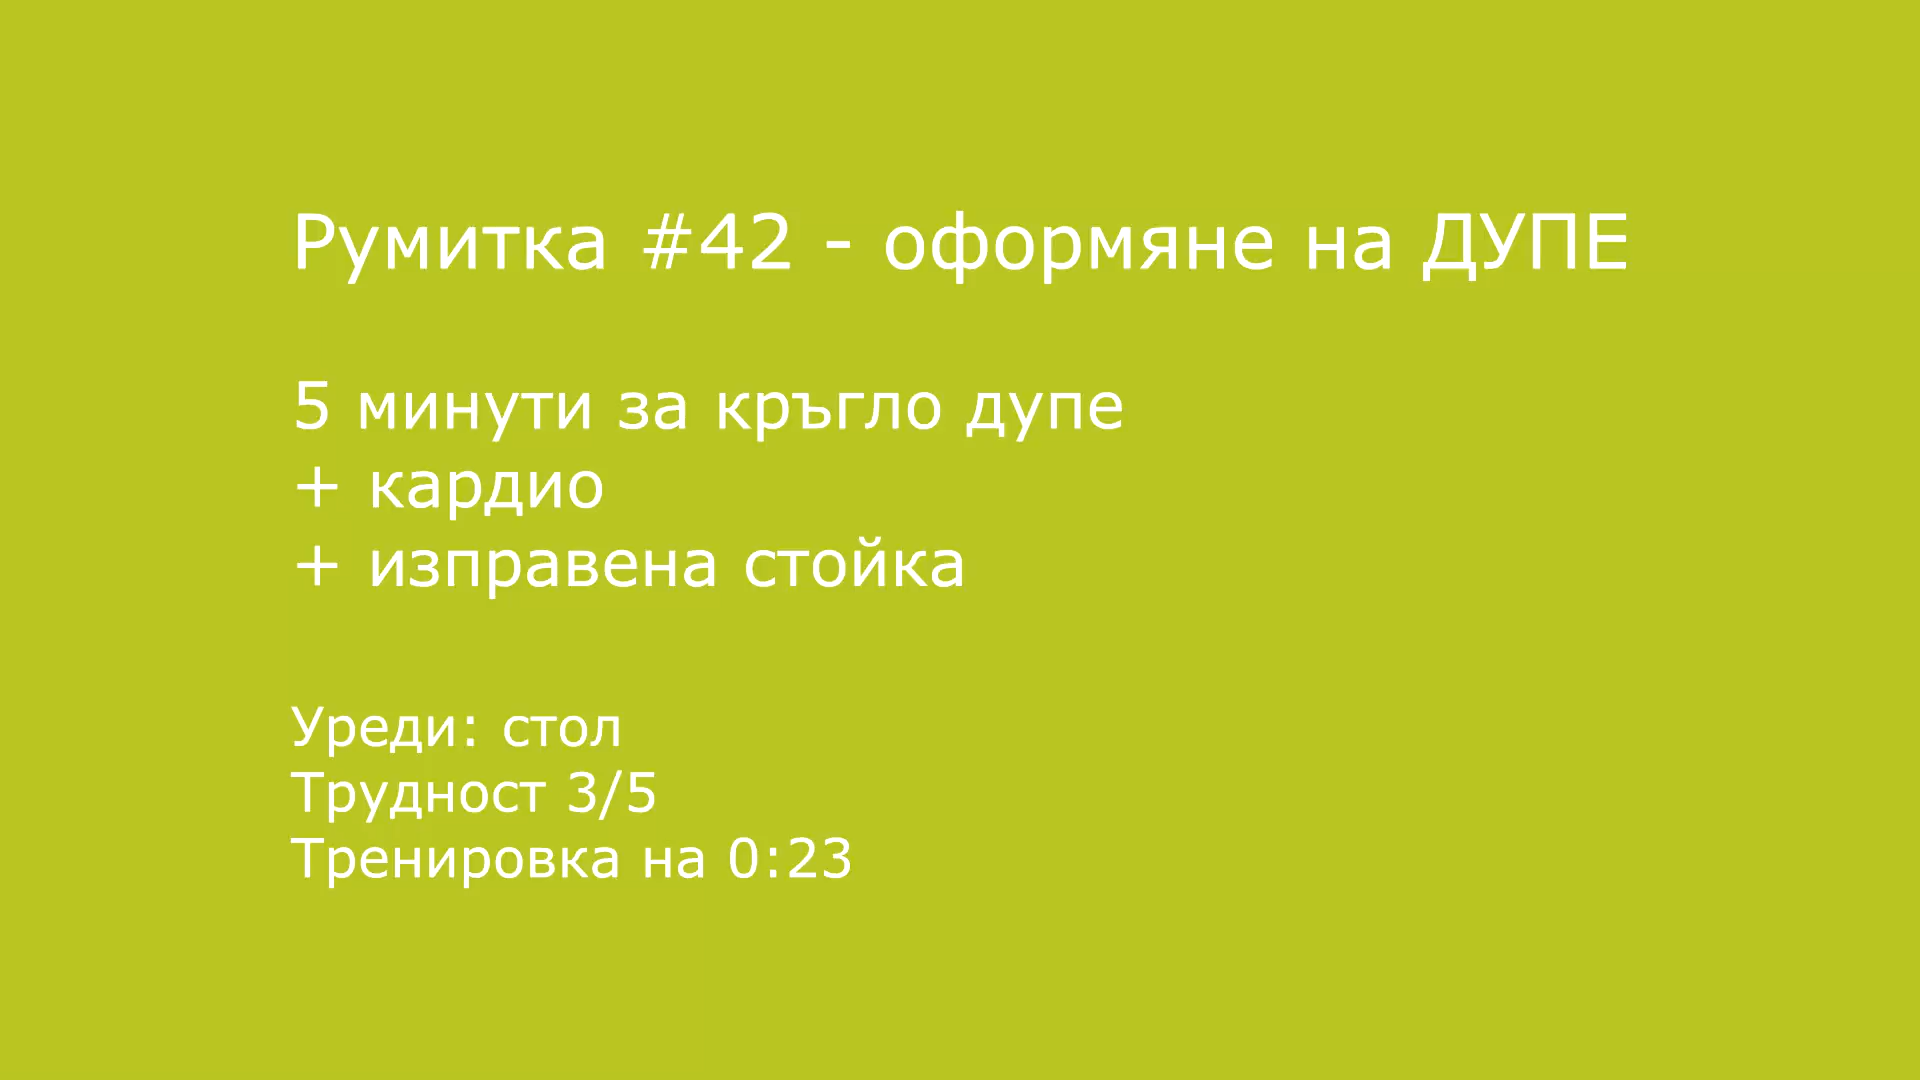 Румитка #42 - оформяне на ДУПЕ
5 минути за кръгло дупе
+ кардио
+ изправена стойка
Уреди: стол
Трудност 3/5
Тренировка на 0:23